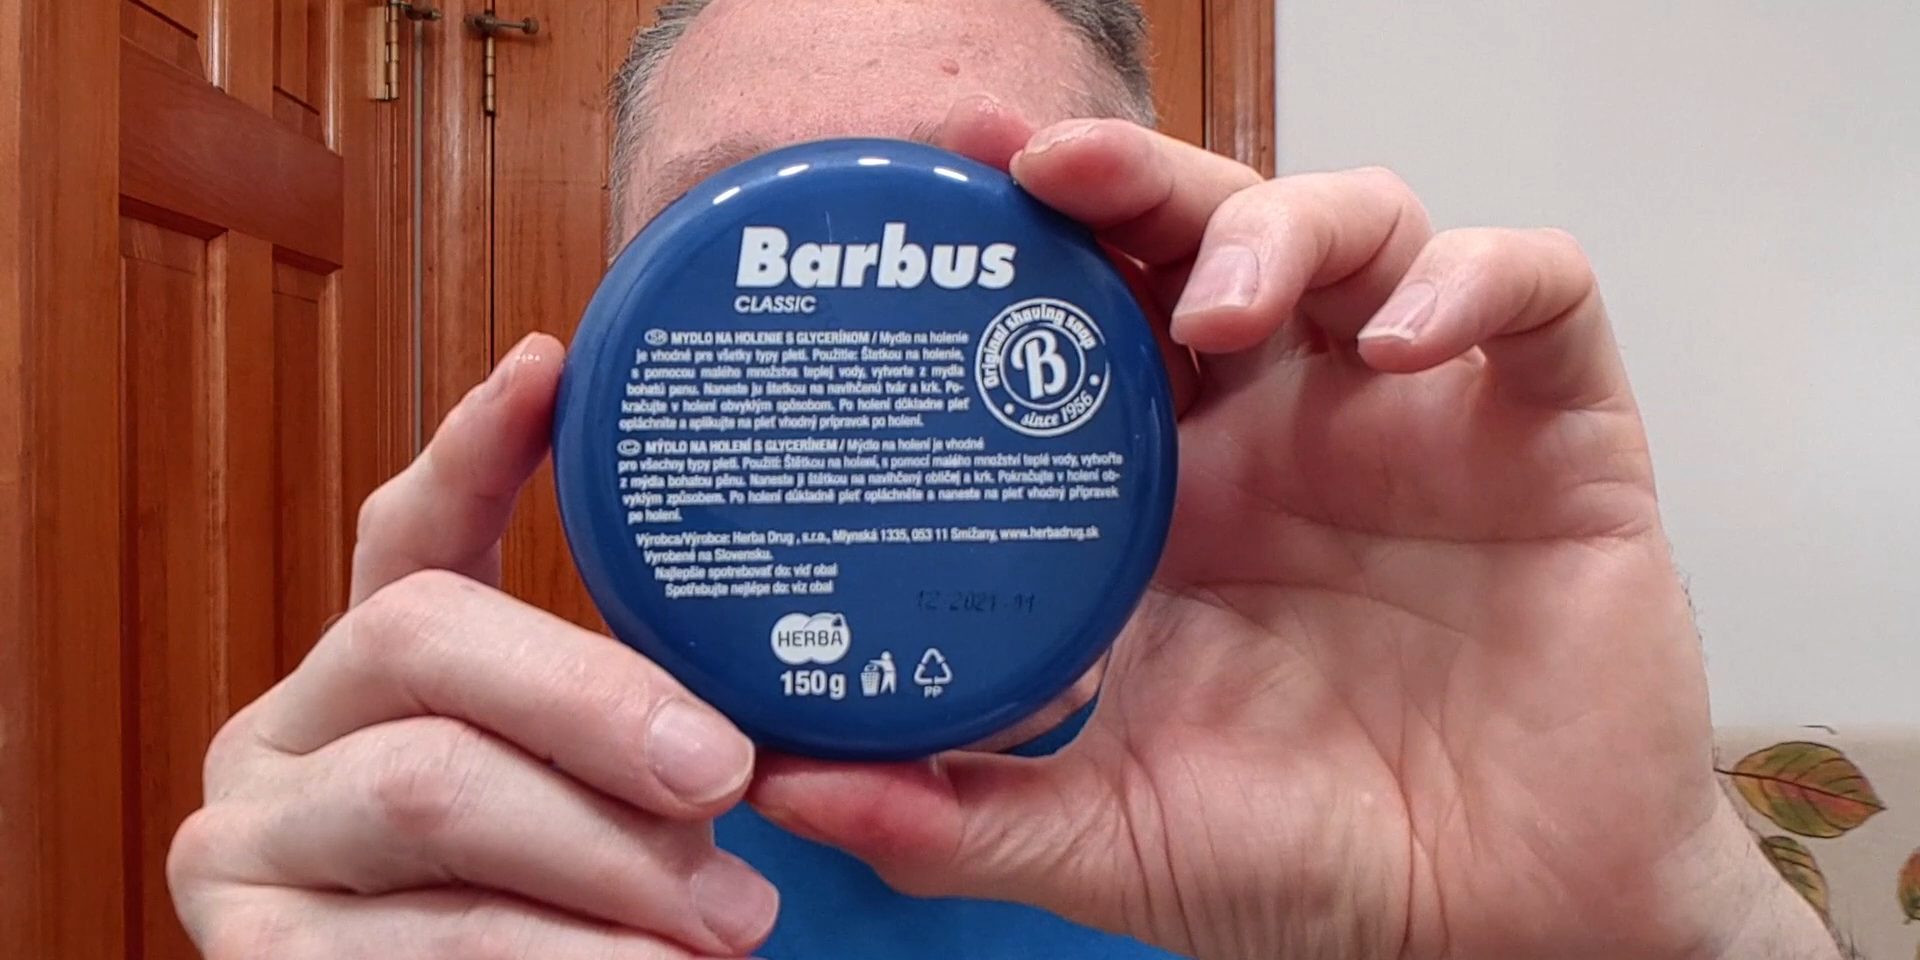 Barbus
CLASSIC
SK MYDLO NA HOLENIE S GLYCERÍNOM / Mydlo na holenie
je vhodné pre všetky typy pleti. Použitie: Štetkou na holenie,
s pomocou malého množstva teplej vody, vytvorte z mydla
bohatú penu. Naneste ju štetkou na navlhčenú tvár a krk. Po-
kračujte v holení obvyklým spôsobom. Po holení dôkladne pleť
opláchnite a aplikujte na pleť vhodný prípravok po holení.
original shaving soap
B
since 1956
MÝDLO NA HOLENÍ S GLYCERÍNEM / Mýdlo na holení je vhodné
pro všechny typy pleti. Použití: Štětkou na holení, s pomocí malého množství teplé vody, vytvořte
z mýdla bohatou pěnu. Naneste ji štětkou na navlhčený obličej a krk. Pokračujte v holení ob-
vyklým způsobem. Po holení důkladně pleť opláchněte a naneste na pleť vhodný přípravek
po holení.
Výrobca/Výrobce: Herba Drug , s.r.o., Mlynská 1335, 053 11 Smižany, www.herbadrug.sk
Vyrobené na Slovensku.
Najlepšie spotrebovať do: viď obal
Spotřebujte nejlépe do: viz obal
12-2021-11
HERBA
150g
PP